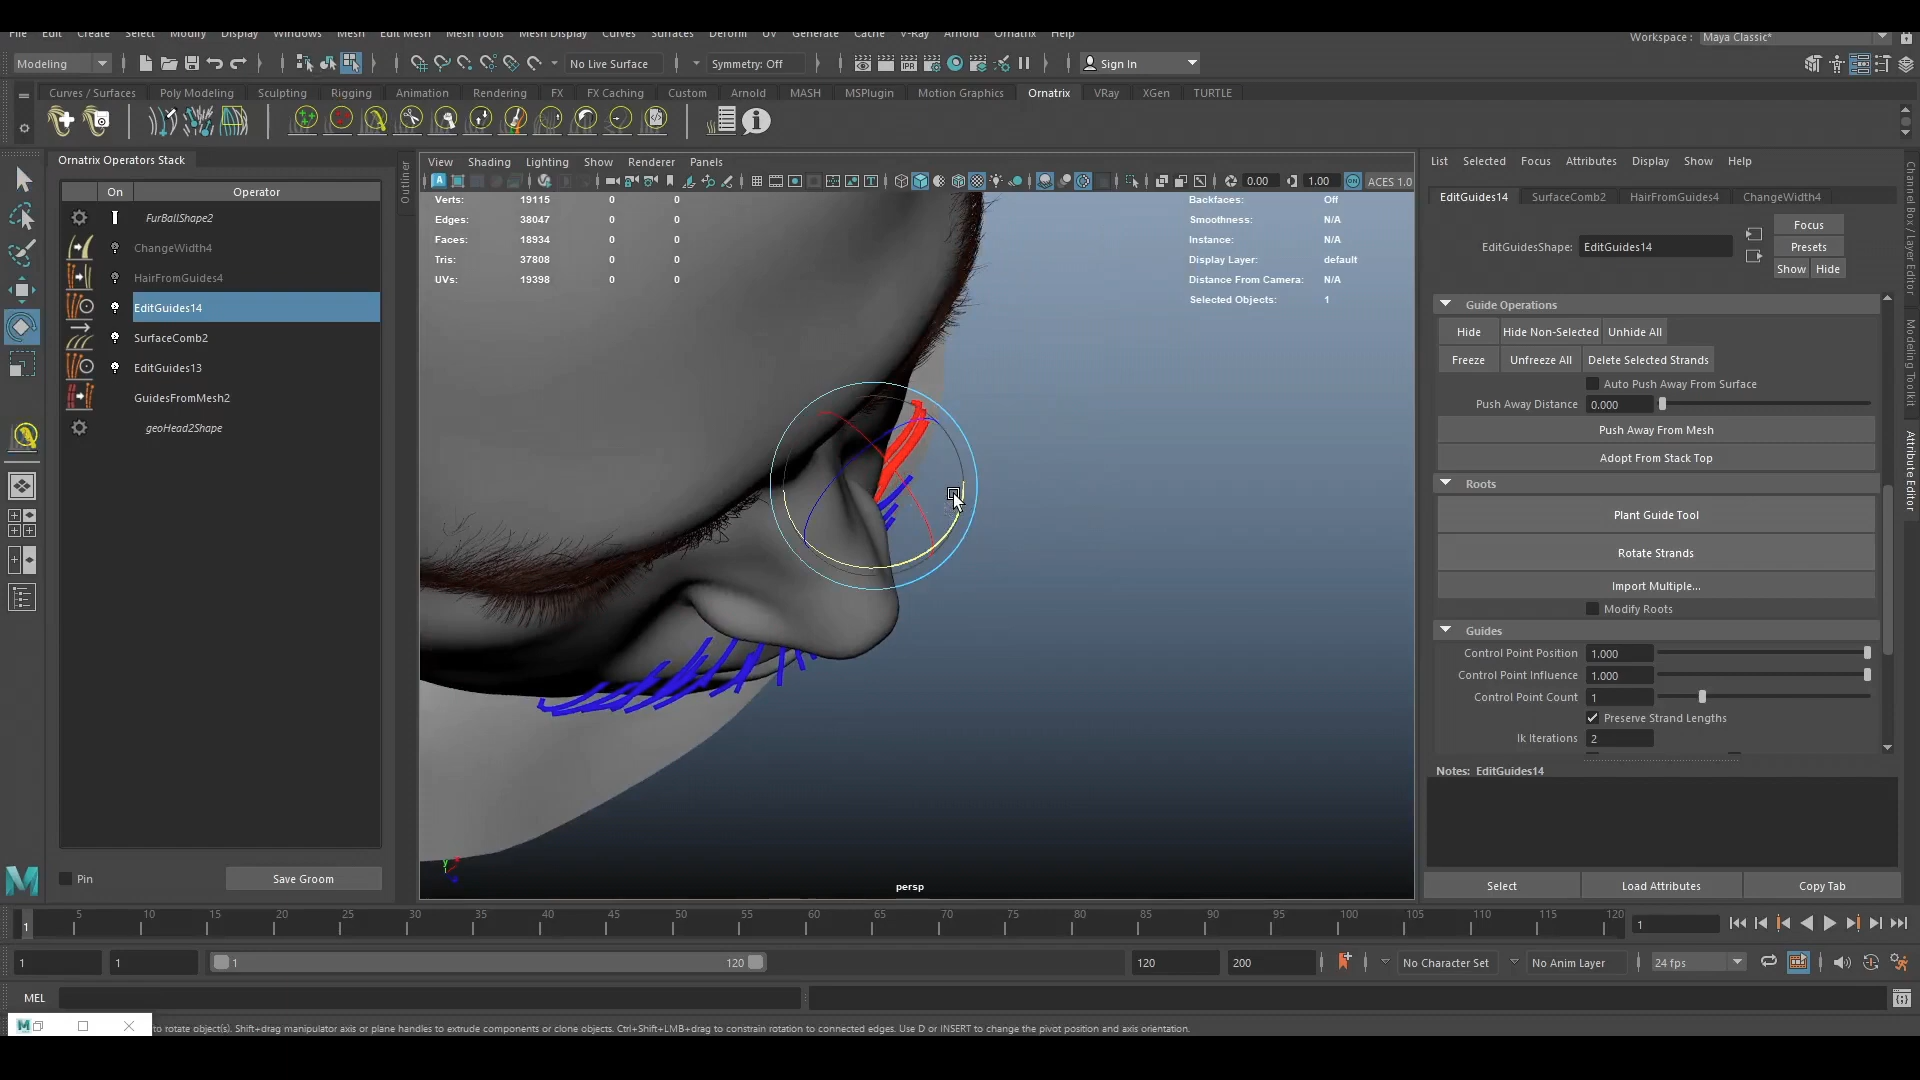 File Edit Create Select Modify Display Windows Mesh Edit Mesh Mesh Tools Mesh Display Curves Surfaces Deform UV Generate Cache V-Ray Arnold Ornatrix Help
Workspace : Maya Classic*
Modeling
No Live Surface
Symmetry: Off
IPR
Sign In
Curves / Surfaces Poly Modeling Sculpting Rigging Animation Rendering FX FX Caching Custom Arnold MASH MSPlugin Motion Graphics Ornatrix VRay XGen TURTLE
Ornatrix Operators Stack
On Operator
FurBallShape2
ChangeWidth4
HairFromGuides4
EditGuides14
SurfaceComb2
EditGuides13
GuidesFromMesh2
geoHead2Shape
Pin
Save Groom
Outliner
View Shading Lighting Show Renderer Panels
0.00
1.00
ACES 1.0
Verts: 19115 0 0
Edges: 38047 0 0
Faces: 18934 0 0
Tris: 37808 0 0
UVs: 19398 0 0
Backfaces: Off
Smoothness: N/A
Instance: N/A
Display Layer: default
Distance From Camera: N/A
Selected Objects: 1
persp
List Selected Focus Attributes Display Show Help
EditGuides14 SurfaceComb2 HairFromGuides4 ChangeWidth4
EditGuidesShape: EditGuides14
Focus
Presets
Show Hide
Guide Operations
Hide Hide Non-Selected Unhide All
Freeze Unfreeze All Delete Selected Strands
Auto Push Away From Surface
Push Away Distance 0.000
Push Away From Mesh
Adopt From Stack Top
Roots
Plant Guide Tool
Rotate Strands
Import Multiple...
Modify Roots
Guides
Control Point Position 1.000
Control Point Influence 1.000
Control Point Count 1
Preserve Strand Lengths
Ik Iterations 2
Notes: EditGuides14
Select Load Attributes Copy Tab
Channel Box / Layer Editor
Modeling Toolkit
Attribute Editor
1 5 10 15 20 25 30 35 40 45 50 55 60 65 70 75 80 85 90 95 100 105 110 115 120
1
1 1 1 120 120 200
No Character Set
No Anim Layer
24 fps
MEL
to rotate object(s). Shift+drag manipulator axis or plane handles to extrude components or clone objects. Ctrl+Shift+LMB+drag to constrain rotation to connected edges. Use D or INSERT to change the pivot position and axis orientation.